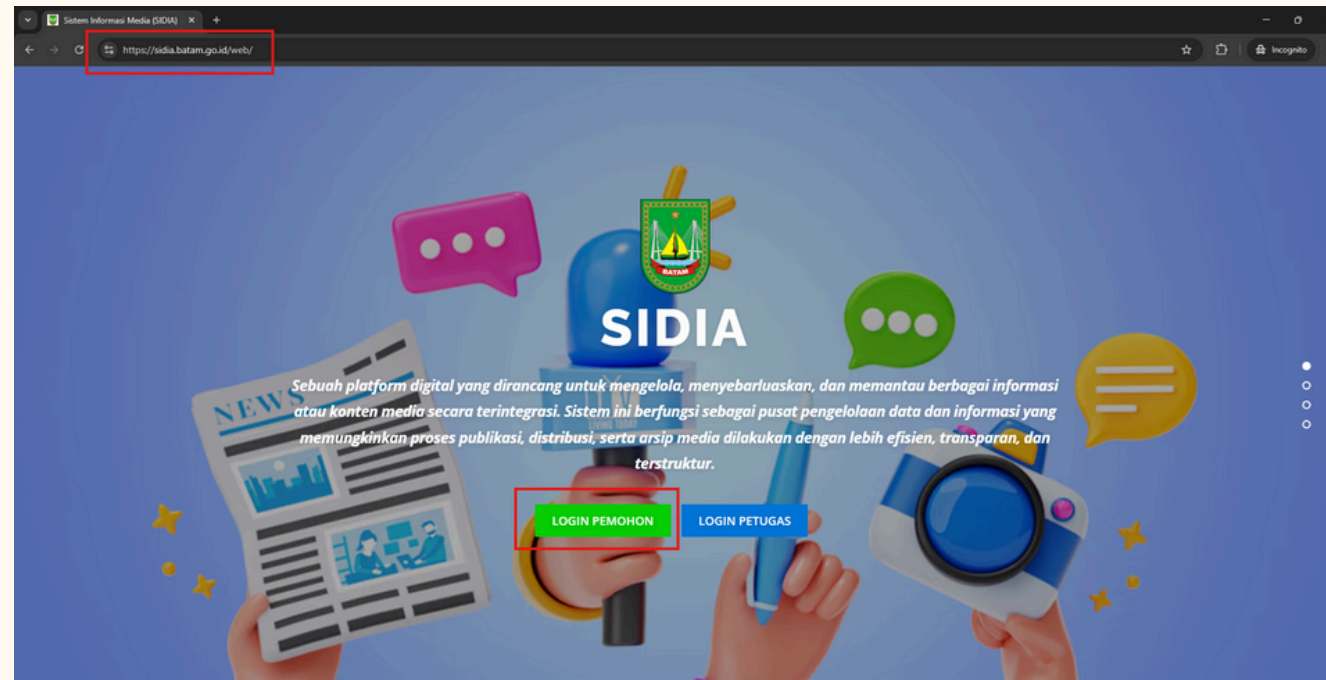 Sistem Informasi Media (SIDIA)
https://sidia.batam.go.id/web/
Incognito
BATAM
SIDIA
Sebuah platform digital yang dirancang untuk mengelola, menyebarluaskan, dan memantau berbagai informasi
atau konten media secara terintegrasi. Sistem ini berfungsi sebagai pusat pengelolaan data dan informasi yang
memungkinkan proses publikasi, distribusi, serta arsip media dilakukan dengan lebih efisien, transparan, dan
terstruktur.
NEWS
LIVING TODAY
LOGIN PEMOHON
LOGIN PETUGAS